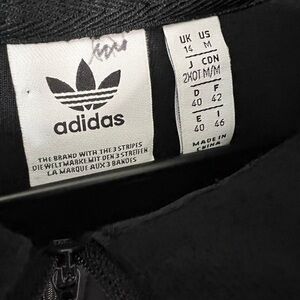 adidas
THE BRAND WITH THE 3 STRIPES
DIE WELTMARKE MIT DEN 3 STREIFEN
LA MARQUE AUX 3 BANDES
UK US
14 M
J CDN
2XOT M/M
D F
40 42
E I
40 46
MADE IN
CHINA